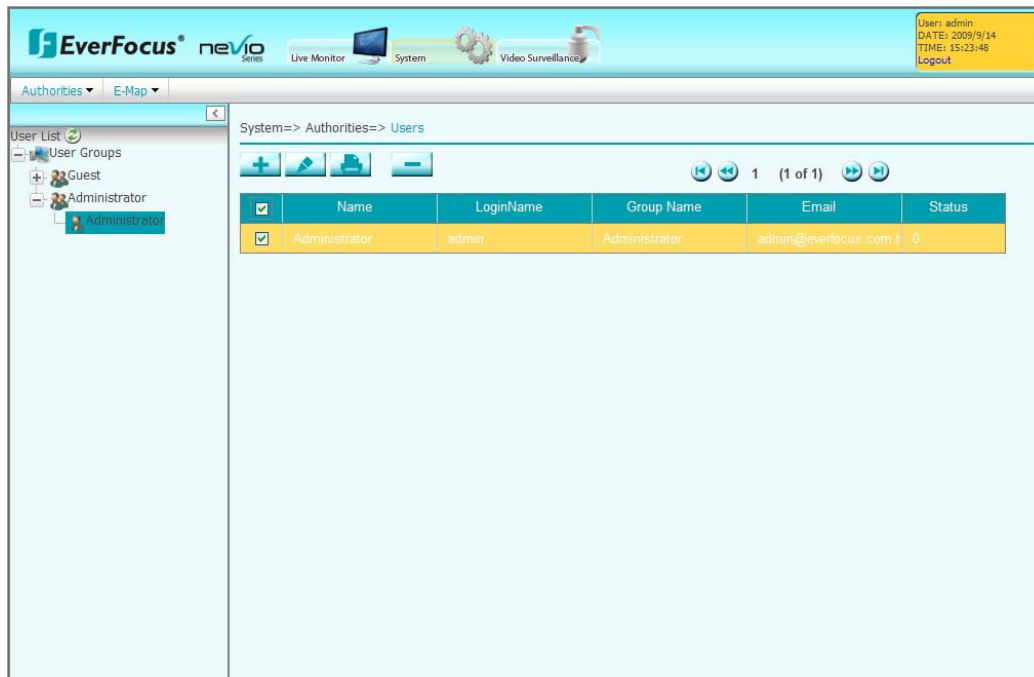 EverFocus® nevio
Series
Live Monitor
System
Video Surveillance
User: admin
DATE: 2009/9/14
TIME: 15:23:48
Logout
Authorities
E-Map
<
User List
User Groups
Guest
Administrator
Administrator
System=> Authorities=> Users
1 (1 of 1)
Name LoginName Group Name Email Status
Administrator admin Administrator admin@everfocus.com.t 0